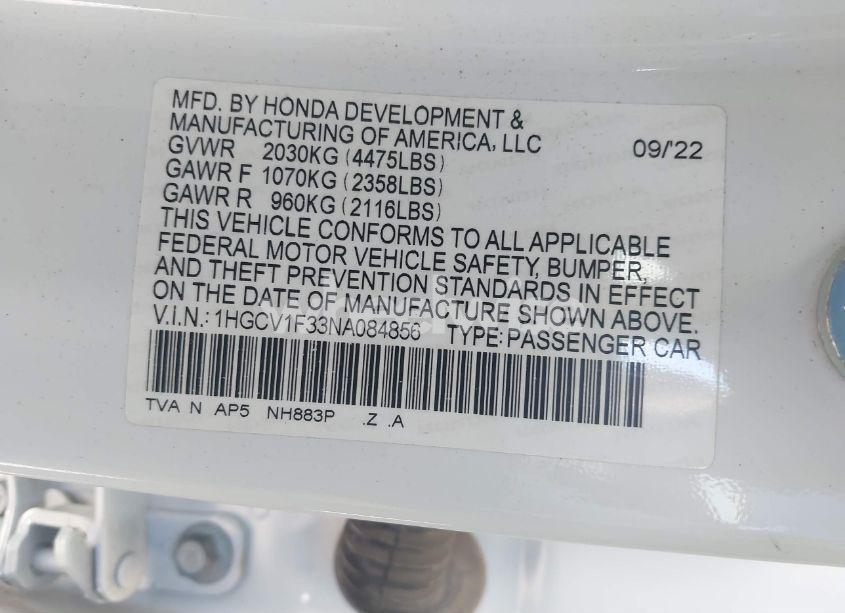 MFD. BY HONDA DEVELOPMENT &
MANUFACTURING OF AMERICA, LLC 09/'22
GVWR 2030KG (4475LBS)
GAWR F 1070KG (2358LBS)
GAWR R 960KG (2116LBS)
THIS VEHICLE CONFORMS TO ALL APPLICABLE
FEDERAL MOTOR VEHICLE SAFETY, BUMPER,
AND THEFT PREVENTION STANDARDS IN EFFECT
ON THE DATE OF MANUFACTURE SHOWN ABOVE.
V.I.N.: 1HGCV1F33NA084856 TYPE: PASSENGER CAR
TVA N AP5 NH883P .Z .A